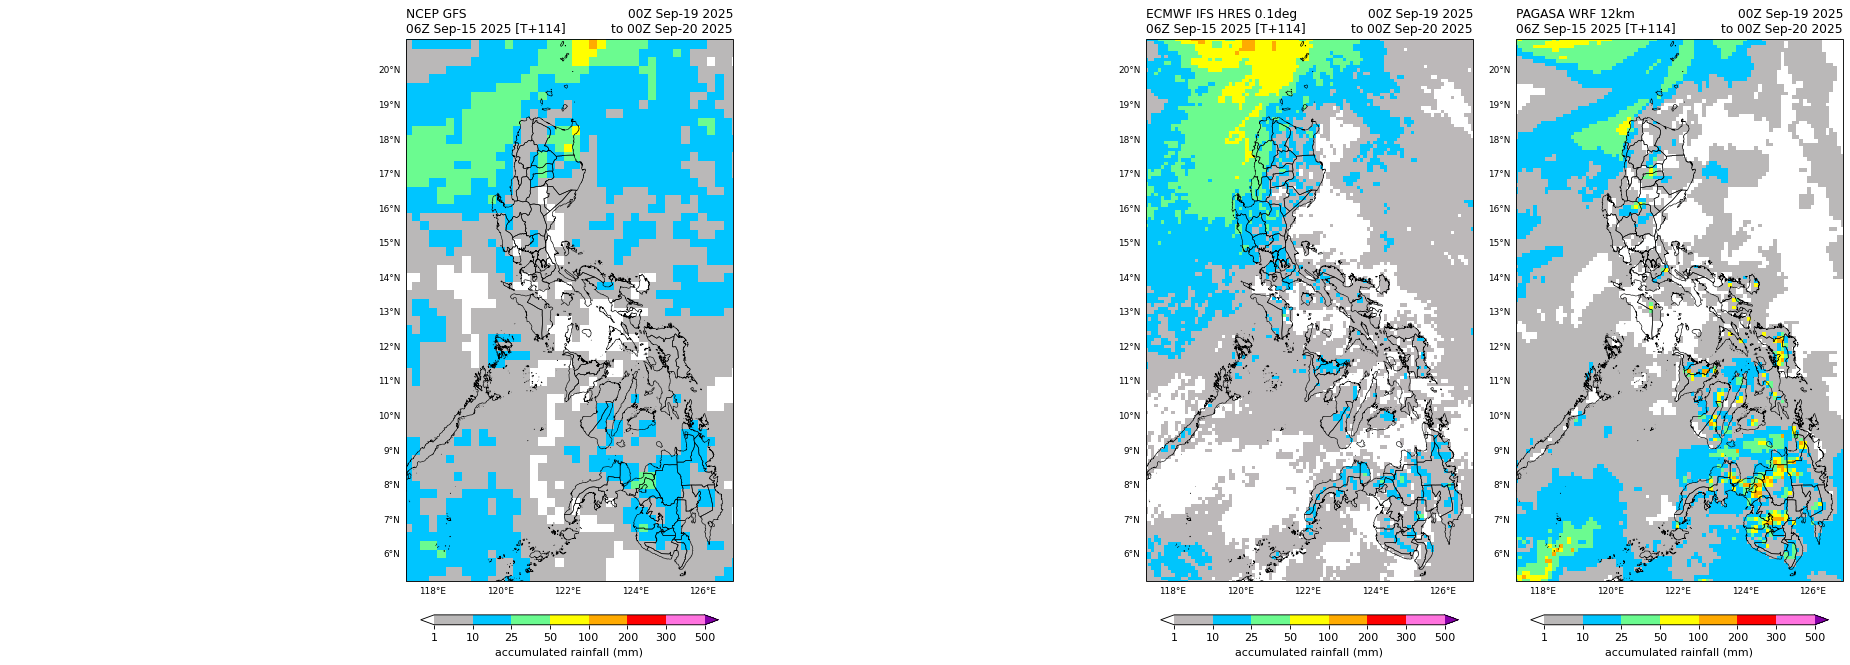 NCEP GFS 00Z Sep-19 2025
06Z Sep-15 2025 [T+114] to 00Z Sep-20 2025
20°N
19°N
18°N
17°N
16°N
15°N
14°N
13°N
12°N
11°N
10°N
9°N
8°N
7°N
6°N
118°E 120°E 122°E 124°E 126°E
1 10 25 50 100 200 300 500
accumulated rainfall (mm)
ECMWF IFS HRES 0.1deg 00Z Sep-19 2025
06Z Sep-15 2025 [T+114] to 00Z Sep-20 2025
20°N
19°N
18°N
17°N
16°N
15°N
14°N
13°N
12°N
11°N
10°N
9°N
8°N
7°N
6°N
118°E 120°E 122°E 124°E 126°E
1 10 25 50 100 200 300 500
accumulated rainfall (mm)
PAGASA WRF 12km 00Z Sep-19 2025
06Z Sep-15 2025 [T+114] to 00Z Sep-20 2025
20°N
19°N
18°N
17°N
16°N
15°N
14°N
13°N
12°N
11°N
10°N
9°N
8°N
7°N
6°N
118°E 120°E 122°E 124°E 126°E
1 10 25 50 100 200 300 500
accumulated rainfall (mm)